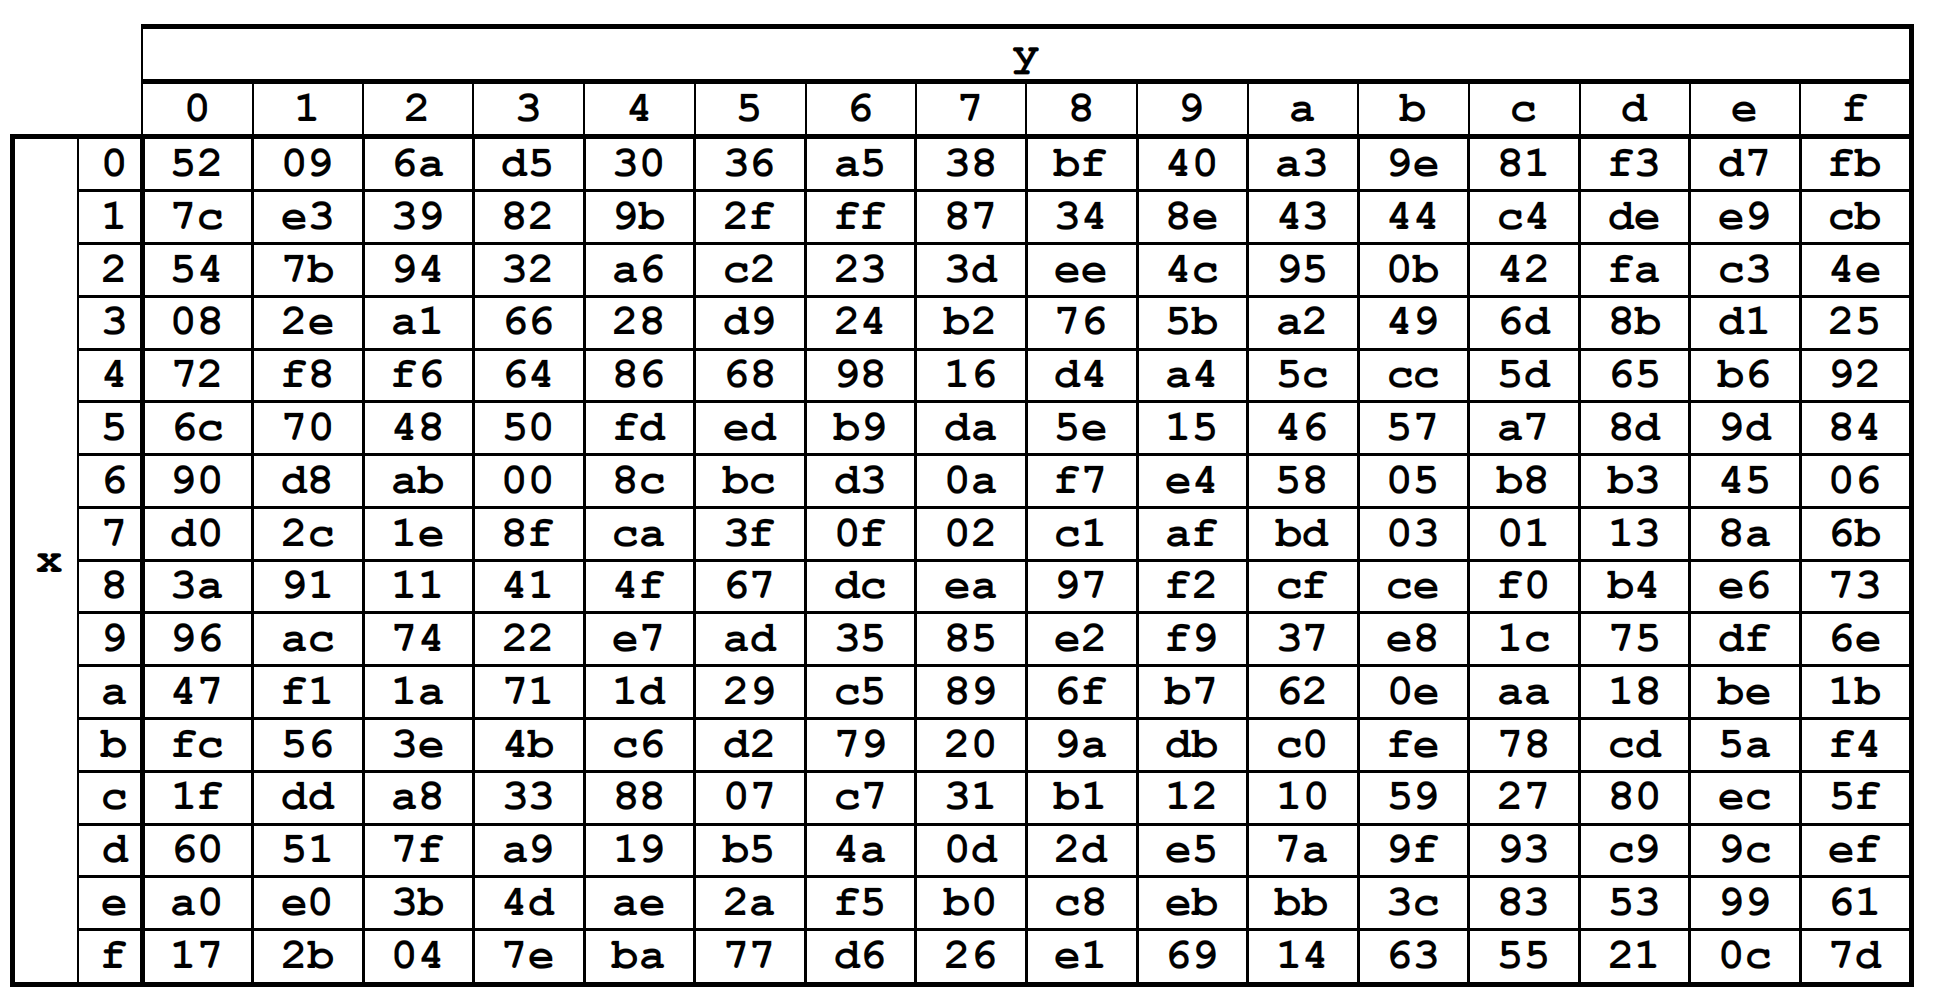 y
0 1 2 3 4 5 6 7 8 9 a b c d e f
0 52 09 6a d5 30 36 a5 38 bf 40 a3 9e 81 f3 d7 fb
1 7c e3 39 82 9b 2f ff 87 34 8e 43 44 c4 de e9 cb
2 54 7b 94 32 a6 c2 23 3d ee 4c 95 0b 42 fa c3 4e
3 08 2e a1 66 28 d9 24 b2 76 5b a2 49 6d 8b d1 25
4 72 f8 f6 64 86 68 98 16 d4 a4 5c cc 5d 65 b6 92
5 6c 70 48 50 fd ed b9 da 5e 15 46 57 a7 8d 9d 84
6 90 d8 ab 00 8c bc d3 0a f7 e4 58 05 b8 b3 45 06
7 d0 2c 1e 8f ca 3f 0f 02 c1 af bd 03 01 13 8a 6b
x
8 3a 91 11 41 4f 67 dc ea 97 f2 cf ce f0 b4 e6 73
9 96 ac 74 22 e7 ad 35 85 e2 f9 37 e8 1c 75 df 6e
a 47 f1 1a 71 1d 29 c5 89 6f b7 62 0e aa 18 be 1b
b fc 56 3e 4b c6 d2 79 20 9a db c0 fe 78 cd 5a f4
c 1f dd a8 33 88 07 c7 31 b1 12 10 59 27 80 ec 5f
d 60 51 7f a9 19 b5 4a 0d 2d e5 7a 9f 93 c9 9c ef
e a0 e0 3b 4d ae 2a f5 b0 c8 eb bb 3c 83 53 99 61
f 17 2b 04 7e ba 77 d6 26 e1 69 14 63 55 21 0c 7d